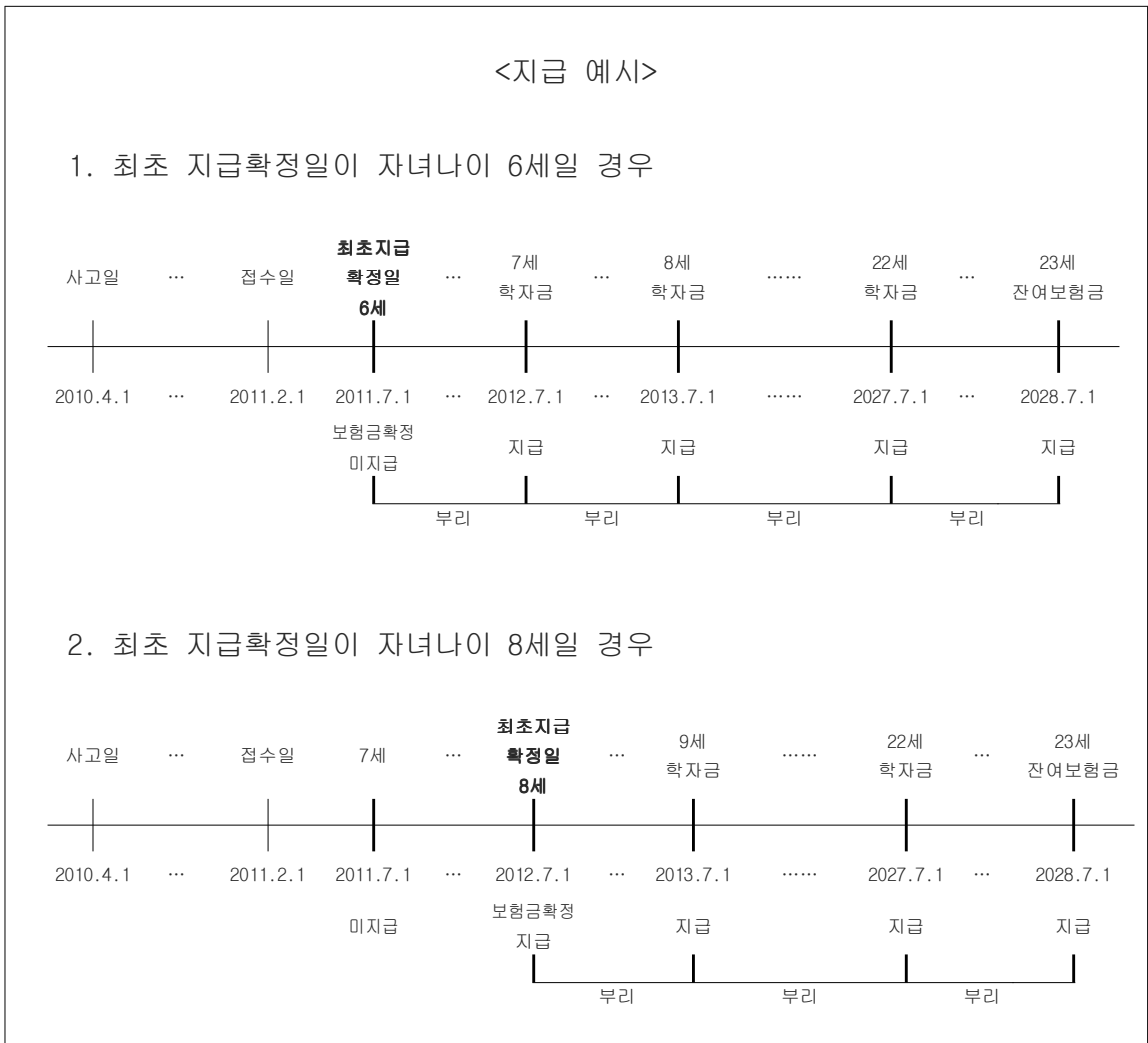 <지급 예시>
1. 최초 지급확정일이 자녀나이 6세일 경우
최초지급
사고일 … 접수일 확정일 … 7세 … 8세 …… 22세 … 23세
6세 학자금 학자금 학자금 잔여보험금
2010.4.1 … 2011.2.1 2011.7.1 … 2012.7.1 … 2013.7.1 …… 2027.7.1 … 2028.7.1
보험금확정 지급 지급 지급 지급
미지급
부리 부리 부리 부리
2. 최초 지급확정일이 자녀나이 8세일 경우
최초지급
사고일 … 접수일 7세 … 확정일 … 9세 …… 22세 … 23세
8세 학자금 학자금 잔여보험금
2010.4.1 … 2011.2.1 2011.7.1 … 2012.7.1 … 2013.7.1 …… 2027.7.1 … 2028.7.1
미지급 보험금확정 지급 지급 지급
지급
부리 부리 부리